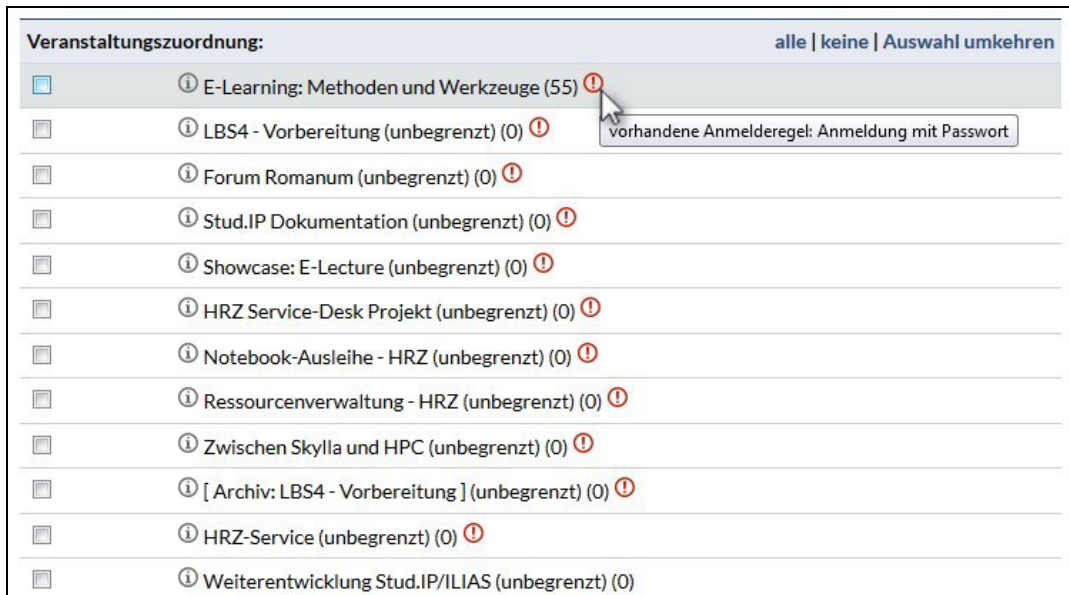 Veranstaltungszuordnung: alle | keine | Auswahl umkehren
E-Learning: Methoden und Werkzeuge (55)
LBS4 - Vorbereitung (unbegrenzt) (0)
vorhandene Anmelderegel: Anmeldung mit Passwort
Forum Romanum (unbegrenzt) (0)
Stud.IP Dokumentation (unbegrenzt) (0)
Showcase: E-Lecture (unbegrenzt) (0)
HRZ Service-Desk Projekt (unbegrenzt) (0)
Notebook-Ausleihe - HRZ (unbegrenzt) (0)
Ressourcenverwaltung - HRZ (unbegrenzt) (0)
Zwischen Skylla und HPC (unbegrenzt) (0)
[ Archiv: LBS4 - Vorbereitung ] (unbegrenzt) (0)
HRZ-Service (unbegrenzt) (0)
Weiterentwicklung Stud.IP/ILIAS (unbegrenzt) (0)